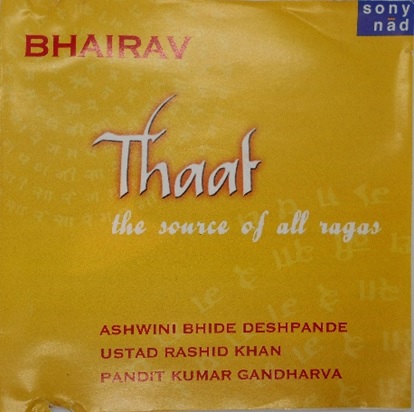 sony
nād
BHAIRAV
Thaat
the source of all ragas
ASHWINI BHIDE DESHPANDE
USTAD RASHID KHAN
PANDIT KUMAR GANDHARVA